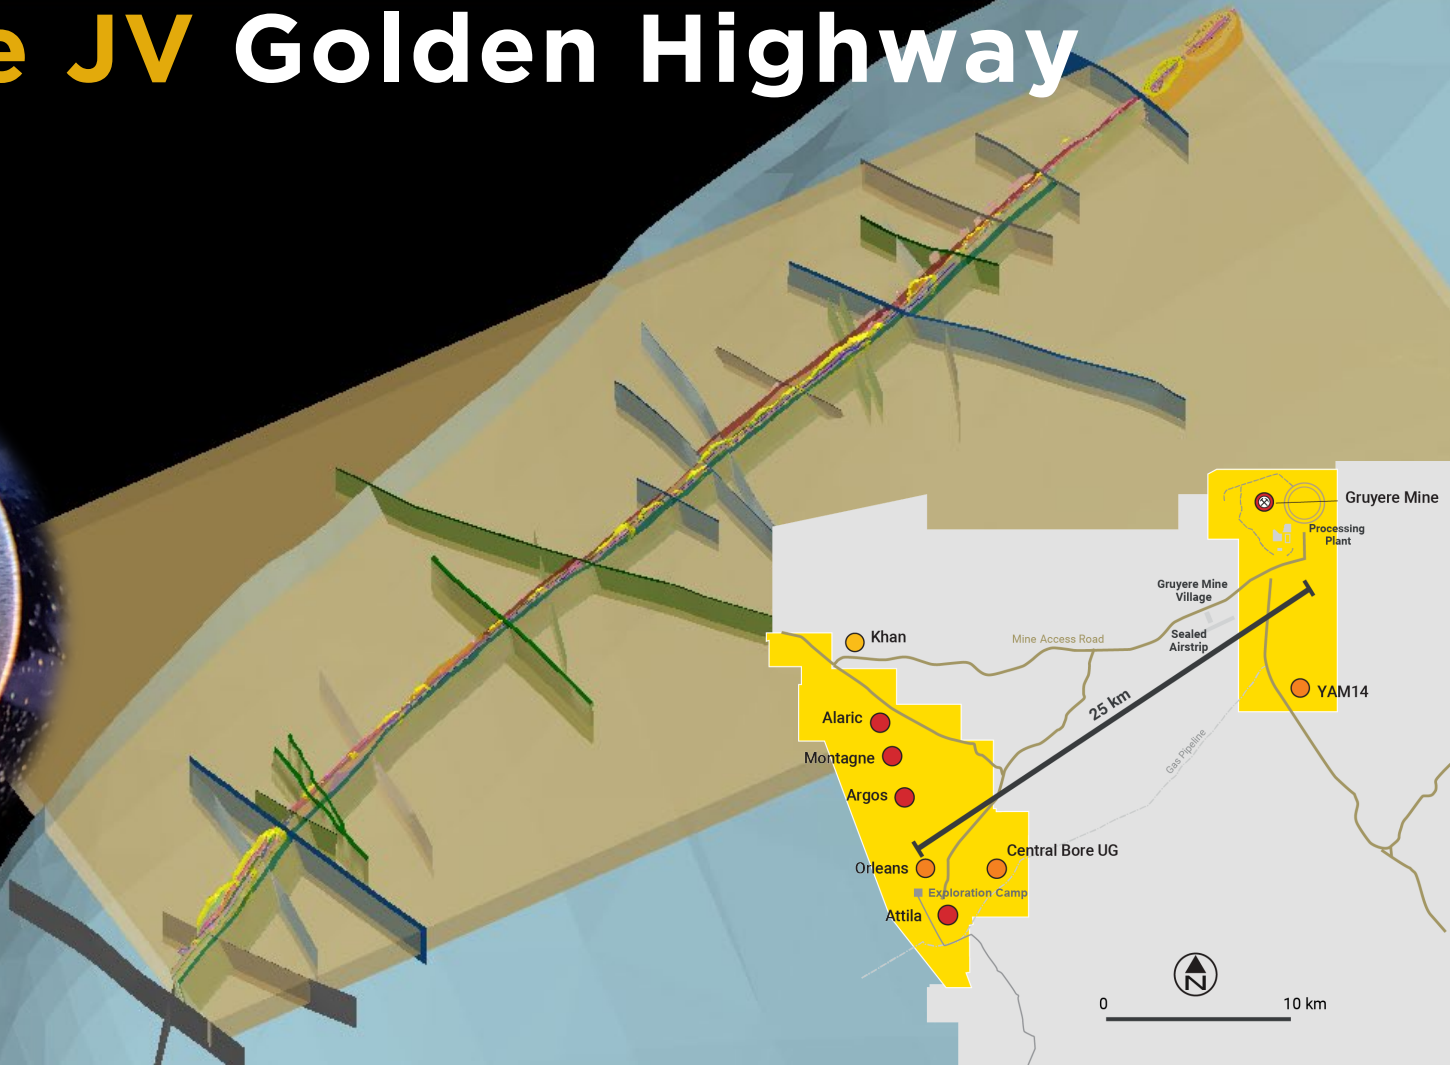 e JV Golden Highway
Gruyere Mine
Processing
Plant
Gruyere Mine
Village
Khan
Mine Access Road
Sealed
Airstrip
YAM14
25 km
Alaric
Gas Pipeline
Montagne
Argos
Central Bore UG
Orleans
Exploration Camp
Attila
N
0 10 km